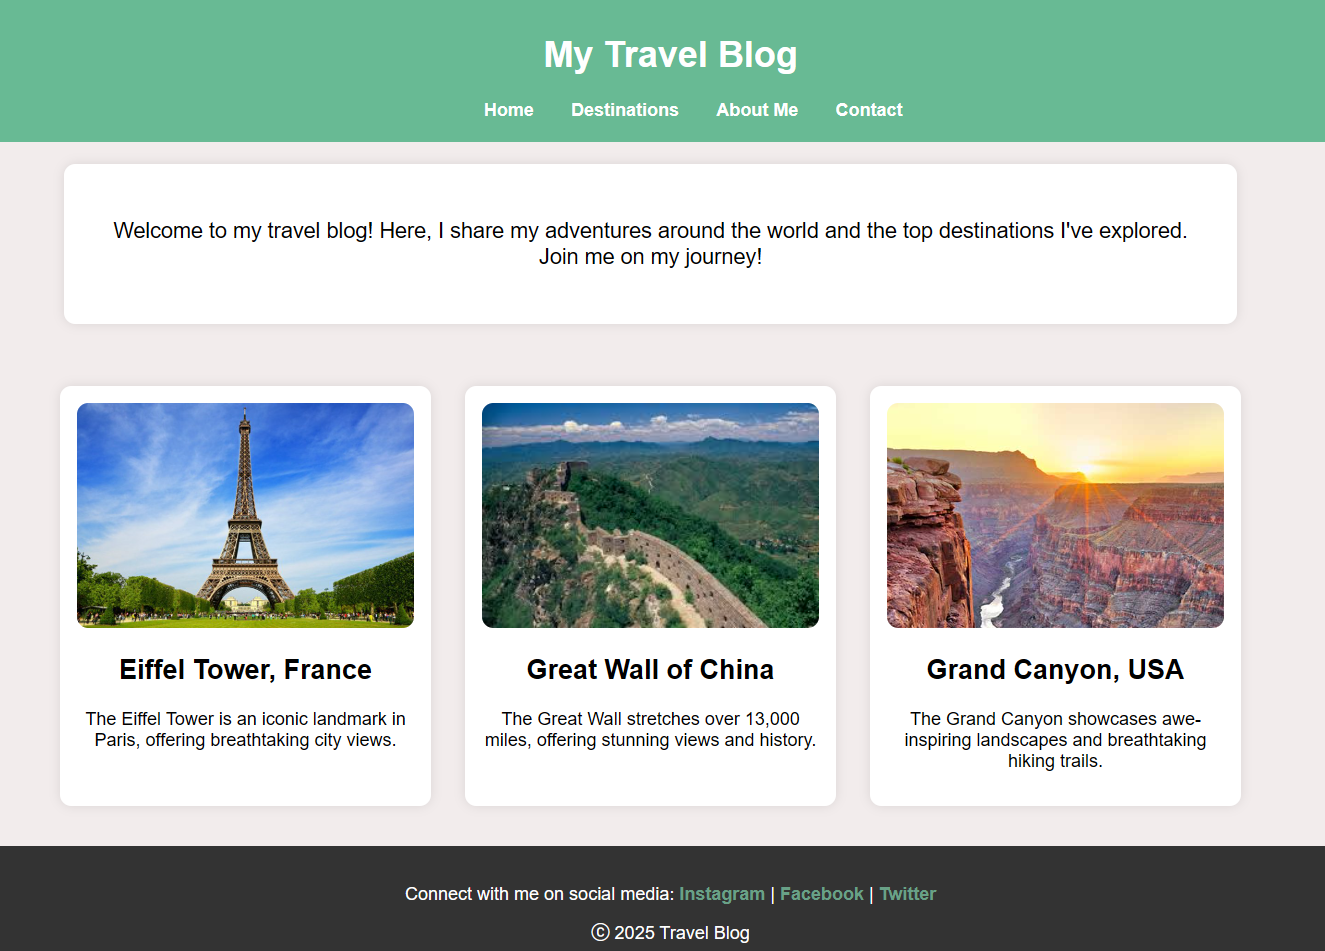 My Travel Blog
Home Destinations About Me Contact
Welcome to my travel blog! Here, I share my adventures around the world and the top destinations I've explored.
Join me on my journey!
Eiffel Tower, France
The Eiffel Tower is an iconic landmark in
Paris, offering breathtaking city views.
Great Wall of China
The Great Wall stretches over 13,000
miles, offering stunning views and history.
Grand Canyon, USA
The Grand Canyon showcases awe-
inspiring landscapes and breathtaking
hiking trails.
Connect with me on social media: Instagram | Facebook | Twitter
© 2025 Travel Blog